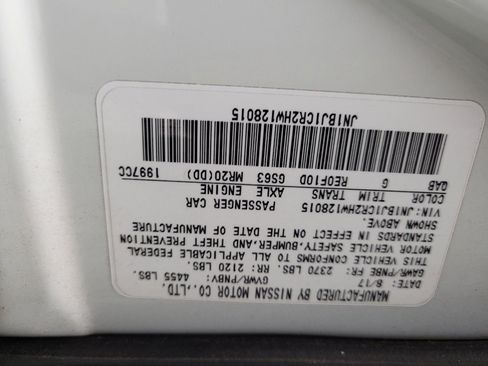 MANUFACTURED BY NISSAN MOTOR CO.,LTD.
DATE: 8/17 GVWR/PNBV: 4455 LBS.
GAWR/PNBE FR: 2370 LBS. RR: 2120 LBS.
THIS VEHICLE CONFORMS TO ALL APPLICABLE FEDERAL
MOTOR VEHICLE SAFETY, BUMPER, AND THEFT PREVENTION
STANDARDS IN EFFECT ON THE DATE OF MANUFACTURE
SHOWN ABOVE.
VIN: JN1BJ1CR2HW128015 PASSENGER CAR
COLOR TRIM TRANS AXLE ENGINE
QAB G RE0F10D GS63 MR20(DD) 1997CC
JN1BJ1CR2HW128015